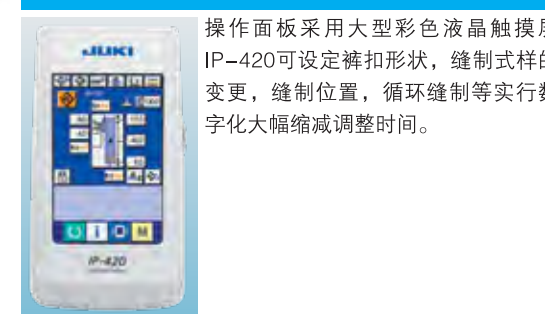 操作面板采用大型彩色液晶触摸屏
IP-420可设定裤扣形状，缝制式样的
变更，缝制位置，循环缝制等实行数
字化大幅缩减调整时间。
JUKI
i
M
IP-420